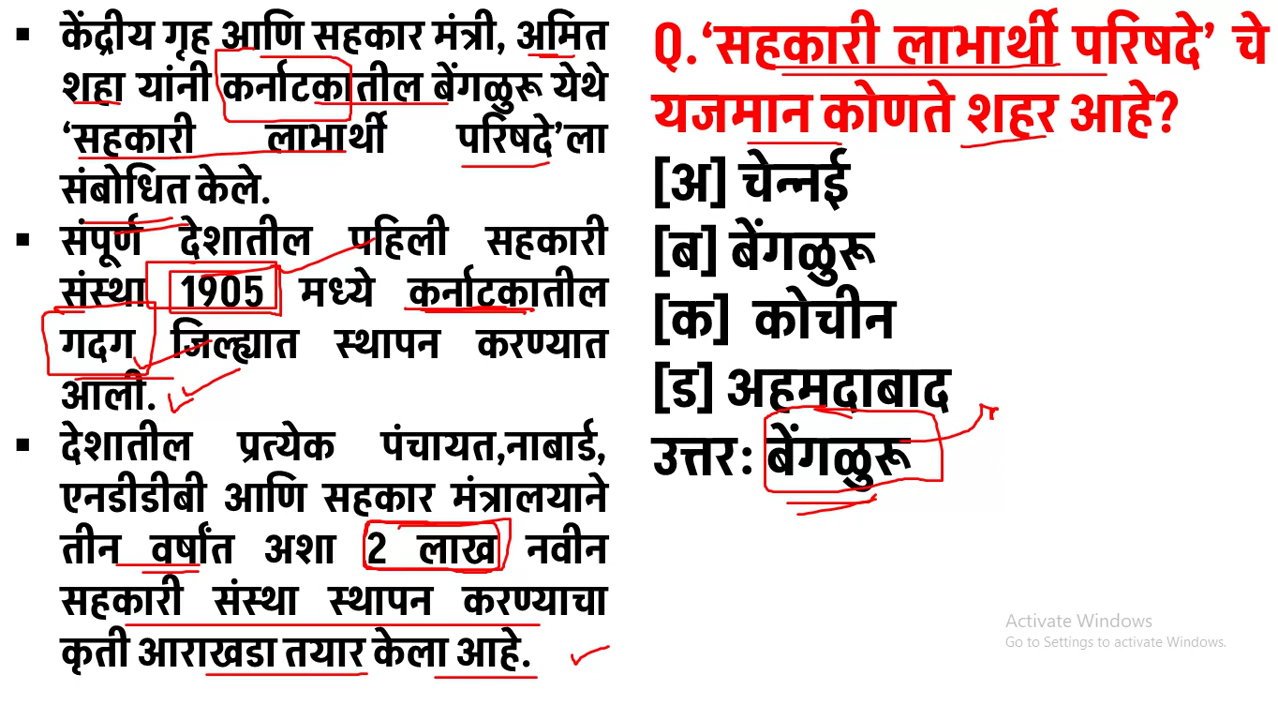 ▪ केंद्रीय गृह आणि सहकार मंत्री, अमित
शहा यांनी कर्नाटकातील बेंगळुरू येथे
‘सहकारी लाभार्थी परिषदे’ला
संबोधित केले.
▪ संपूर्ण देशातील पहिली सहकारी
संस्था 1905 मध्ये कर्नाटकातील
गदग जिल्ह्यात स्थापन करण्यात
आली.
▪ देशातील प्रत्येक पंचायत,नाबार्ड,
एनडीडीबी आणि सहकार मंत्रालयाने
तीन वर्षांत अशा 2 लाख नवीन
सहकारी संस्था स्थापन करण्याचा
कृती आराखडा तयार केला आहे.
Q.‘सहकारी लाभार्थी परिषदे’ चे
यजमान कोणते शहर आहे?
[अ] चेन्नई
[ब] बेंगळुरू
[क] कोचीन
[ड] अहमदाबाद
उत्तर: बेंगळुरू
Activate Windows
Go to Settings to activate Windows.